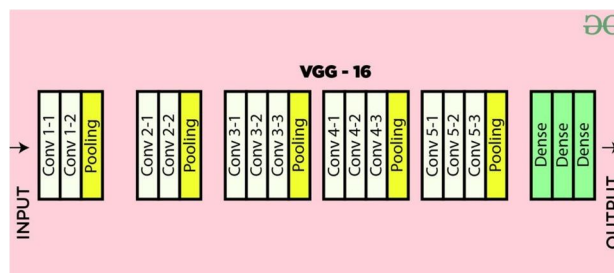 VGG - 16
INPUT
Conv 1-1
Conv 1-2
Pooling
Conv 2-1
Conv 2-2
Pooling
Conv 3-1
Conv 3-2
Conv 3-3
Pooling
Conv 4-1
Conv 4-2
Conv 4-3
Pooling
Conv 5-1
Conv 5-2
Conv 5-3
Pooling
Dense
Dense
Dense
OUTPUT